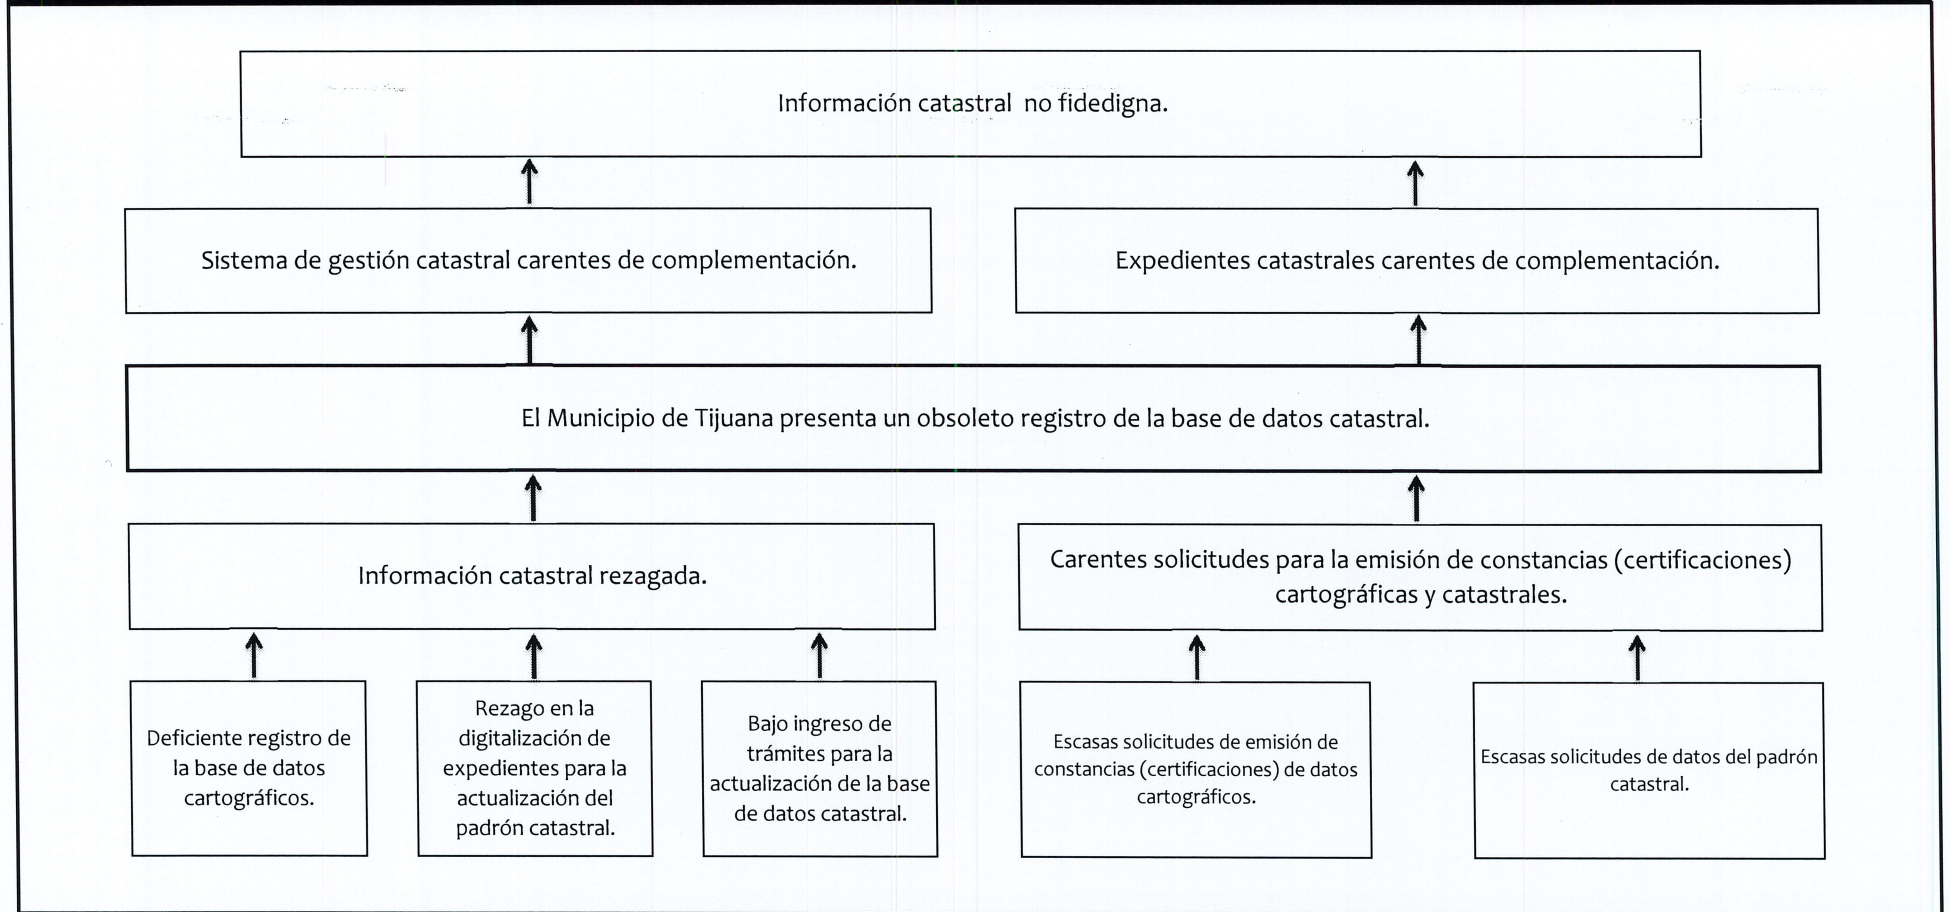 Información catastral  no fidedigna.
Sistema de gestión catastral carentes de complementación.
Expedientes catastrales carentes de complementación.
El Municipio de Tijuana presenta un obsoleto registro de la base de datos catastral.
Información catastral rezagada.
Carentes solicitudes para la emisión de constancias (certificaciones)
cartográficas y catastrales.
Deficiente registro de
la base de datos
cartográficos.
Rezago en la
digitalización de
expedientes para la
actualización del
padrón catastral.
Bajo ingreso de
trámites para la
actualización de la base
de datos catastral.
Escasas solicitudes de emisión de
constancias (certificaciones) de datos
cartográficos.
Escasas solicitudes de datos del padrón
catastral.